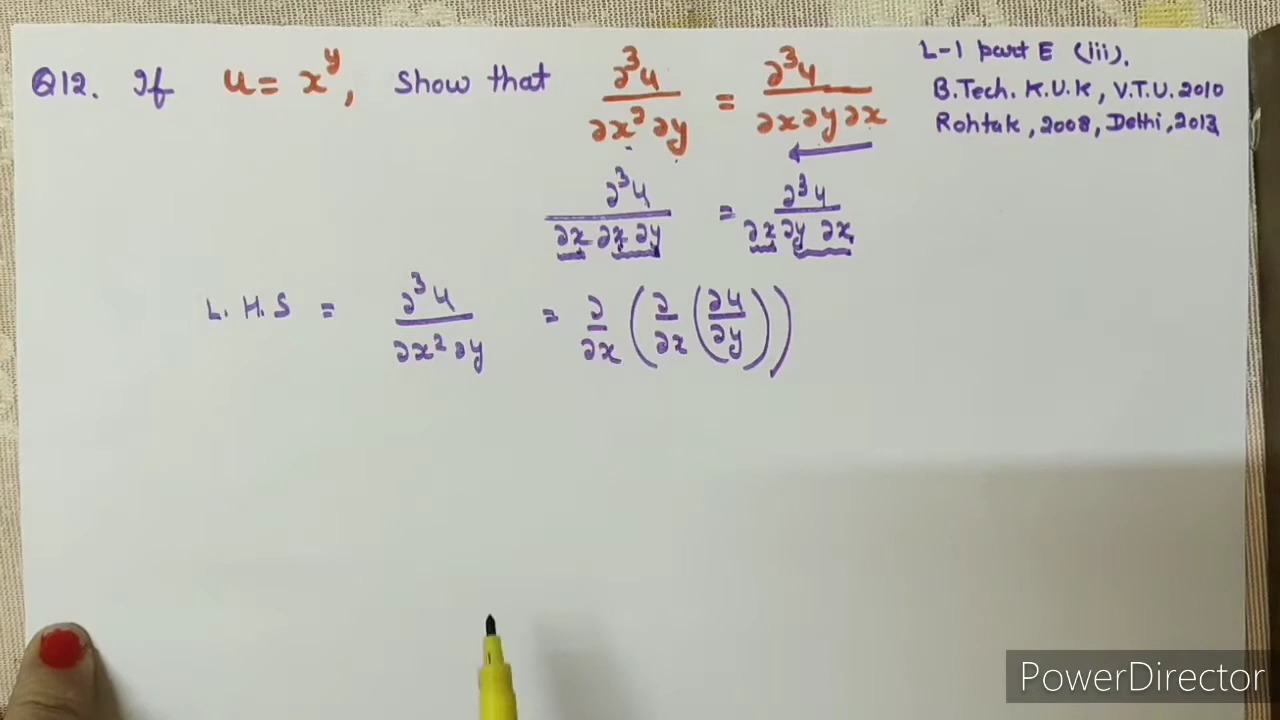 Q12. If u = x^y, Show that ∂³u/∂x²∂y = ∂³u/∂x∂y∂x
L-1 part E (iii).
B.Tech. K.U.K, V.T.U. 2010
Rohtak, 2008, Delhi, 2013
∂³u/∂x ∂x ∂y = ∂³u/∂x ∂y ∂x
L.H.S = ∂³u/∂x²∂y = ∂/∂x (∂/∂x (∂u/∂y))
PowerDirector